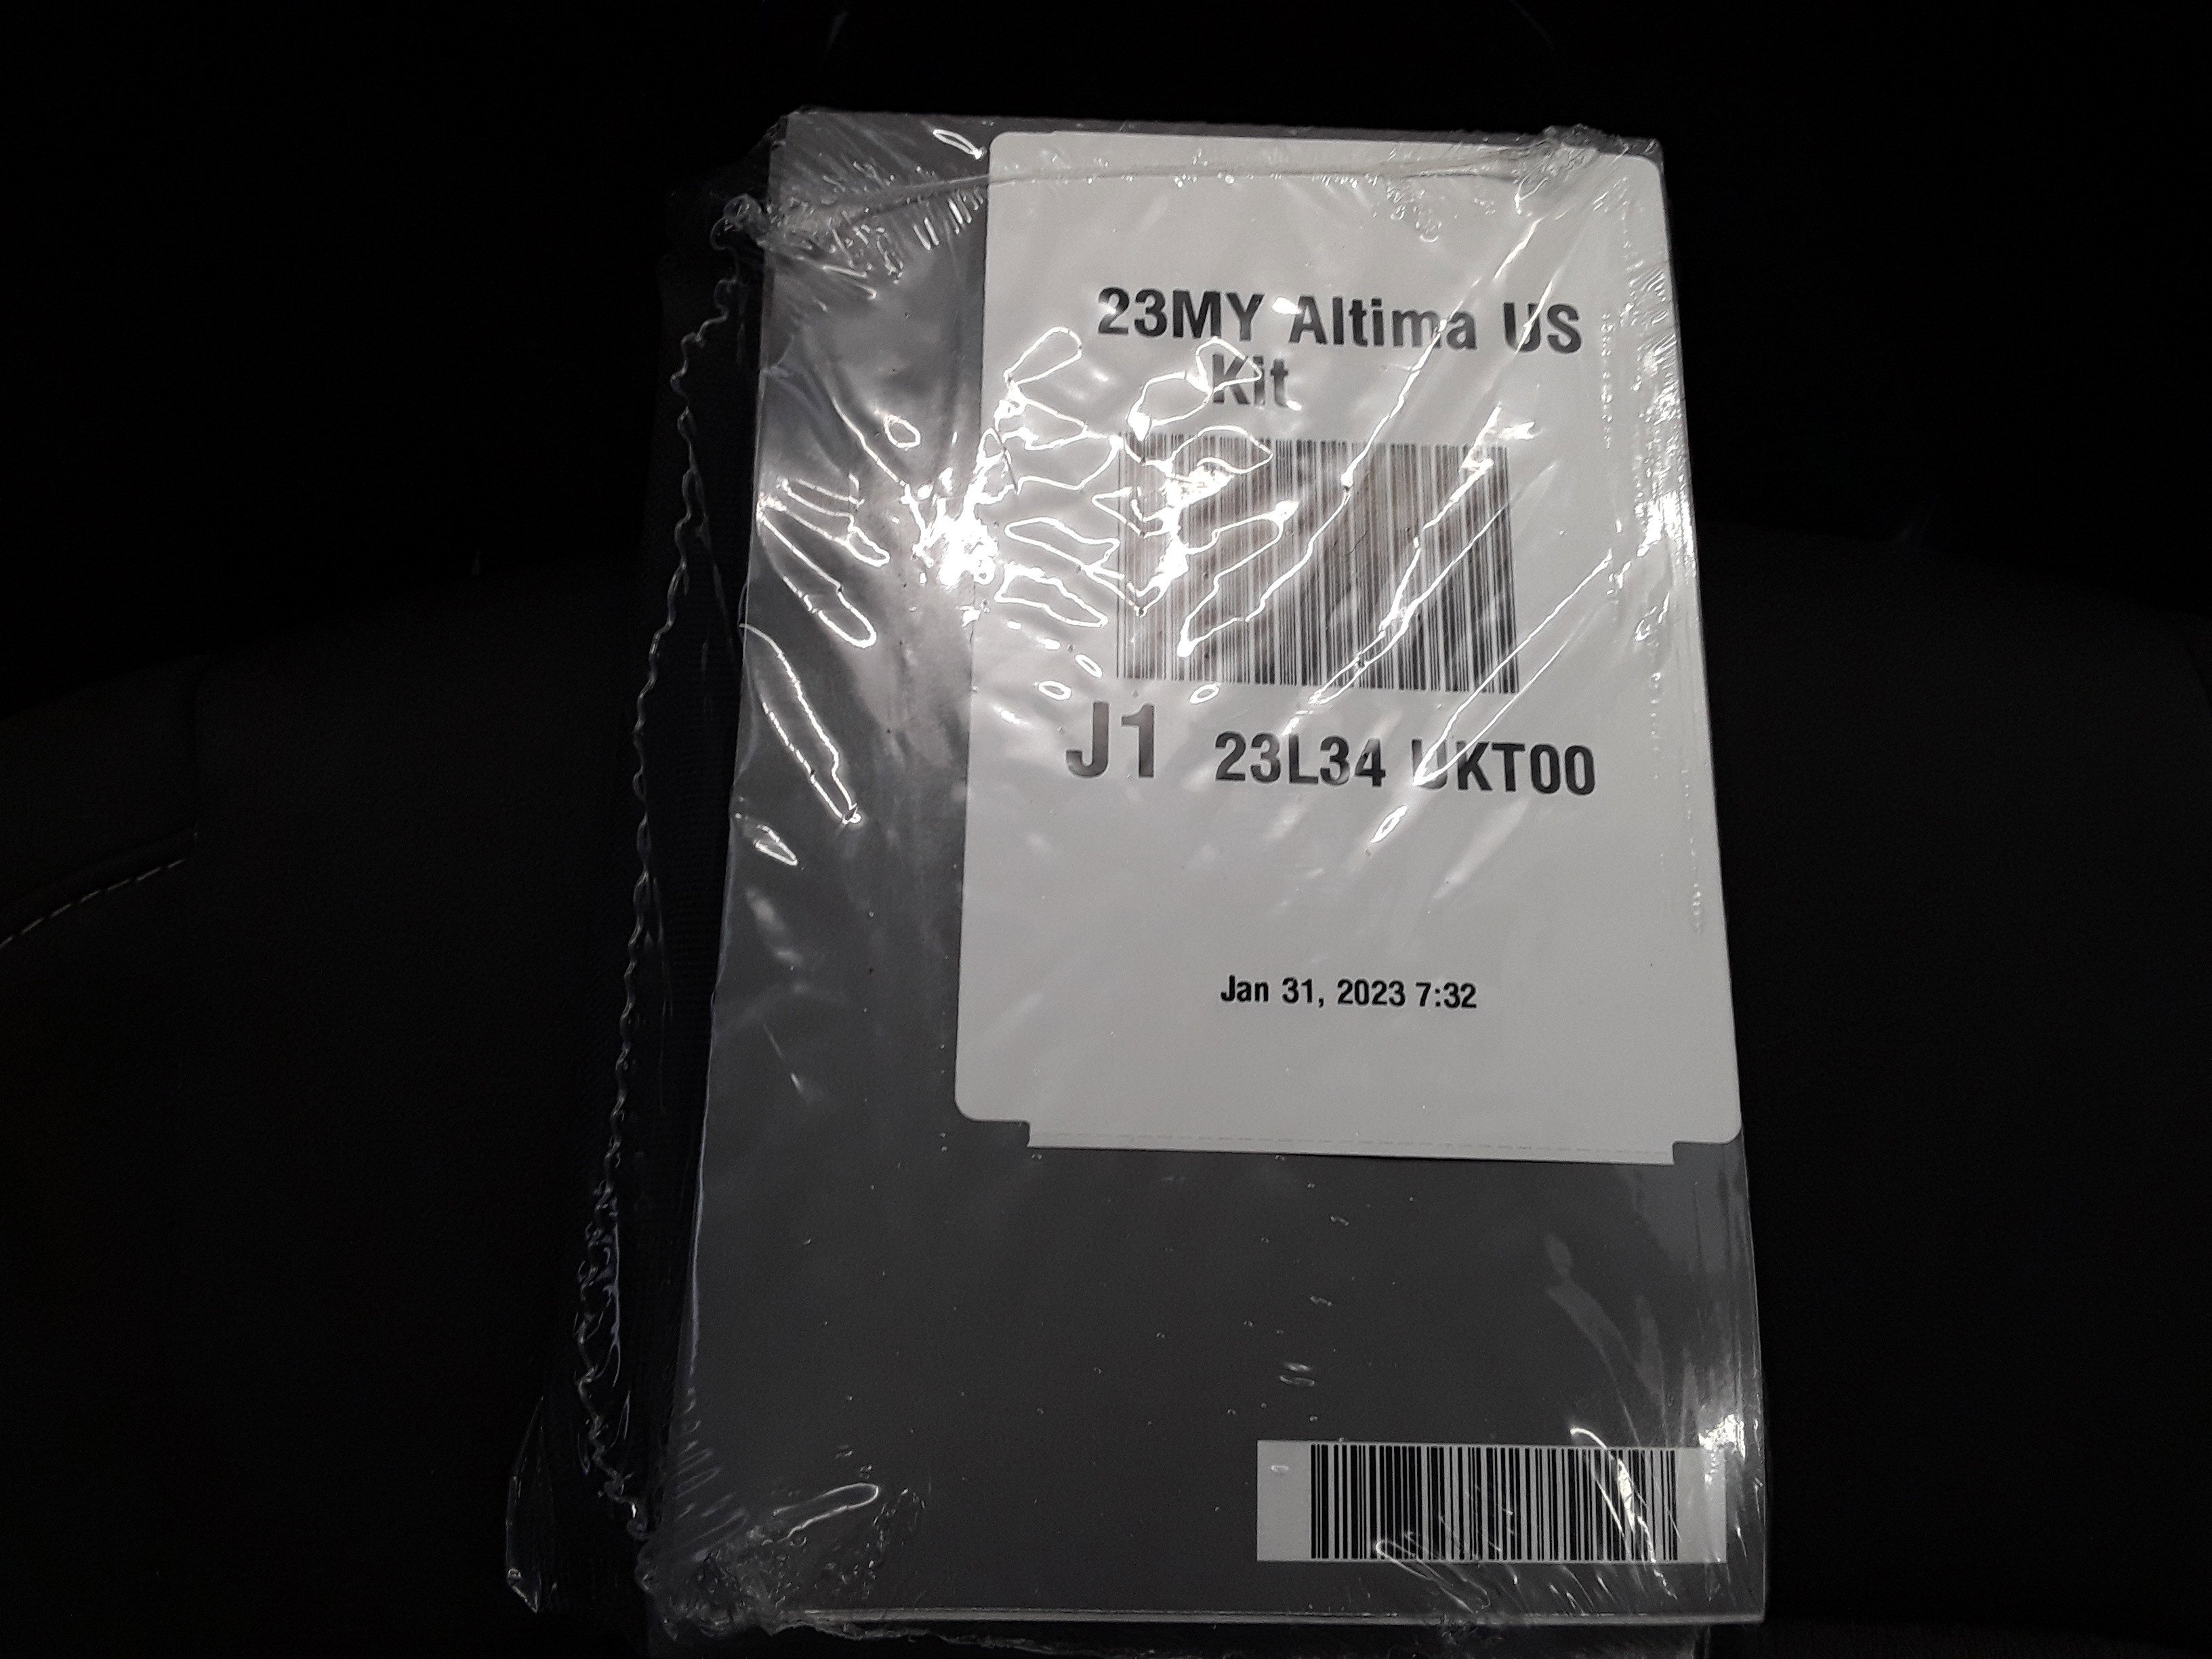 23MY Altima US
Kit
J1 23L34 UKT00
Jan 31, 2023 7:32